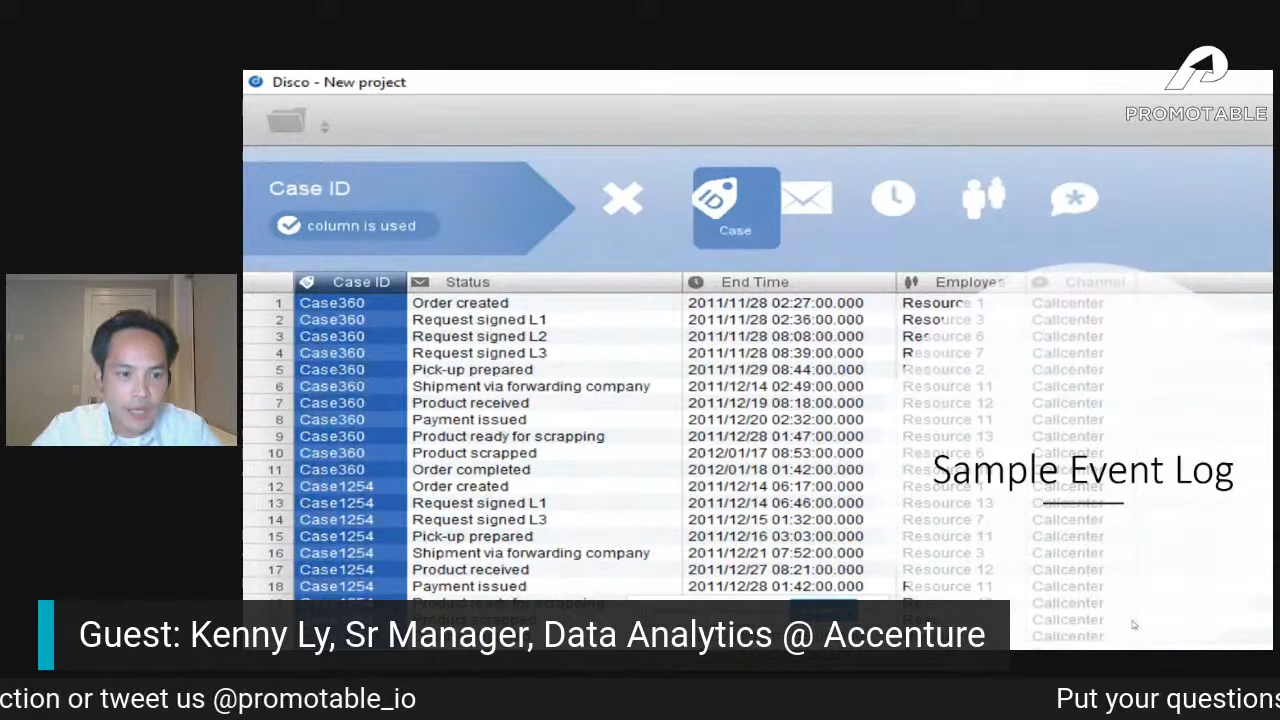 Disco - New project
PROMOTABLE
Case ID
column is used
ID
Case
Case ID Status End Time Employee Channel
1 Case360 Order created 2011/11/28 02:27:00.000 Resource 1 Callcenter
2 Case360 Request signed L1 2011/11/28 02:36:00.000 Resource 3 Callcenter
3 Case360 Request signed L2 2011/11/28 08:08:00.000 Resource 6 Callcenter
4 Case360 Request signed L3 2011/11/28 08:39:00.000 Resource 7 Callcenter
5 Case360 Pick-up prepared 2011/11/29 08:44:00.000 Resource 2 Callcenter
6 Case360 Shipment via forwarding company 2011/12/14 02:49:00.000 Resource 11 Callcenter
7 Case360 Product received 2011/12/19 08:18:00.000 Resource 12 Callcenter
8 Case360 Payment issued 2011/12/20 02:32:00.000 Resource 11 Callcenter
9 Case360 Product ready for scrapping 2011/12/28 01:47:00.000 Resource 13 Callcenter
10 Case360 Product scrapped 2012/01/17 08:53:00.000 Resource 6 Callcenter
11 Case360 Order completed 2012/01/18 01:42:00.000 Callcenter
12 Case1254 Order created 2011/12/14 06:17:00.000 Callcenter
13 Case1254 Request signed L1 2011/12/14 06:46:00.000 Resource 13 Callcenter
14 Case1254 Request signed L3 2011/12/15 01:32:00.000 Resource 7 Callcenter
15 Case1254 Pick-up prepared 2011/12/16 03:03:00.000 Resource 11 Callcenter
16 Case1254 Shipment via forwarding company 2011/12/21 07:52:00.000 Resource 3 Callcenter
17 Case1254 Product received 2011/12/27 08:21:00.000 Resource 12 Callcenter
18 Case1254 Payment issued 2011/12/28 01:42:00.000 Resource 11 Callcenter
Product ready for scrapping Callcenter
Callcenter
Callcenter
Sample Event Log
Guest: Kenny Ly, Sr Manager, Data Analytics @ Accenture
ction or tweet us @promotable_io Put your questions